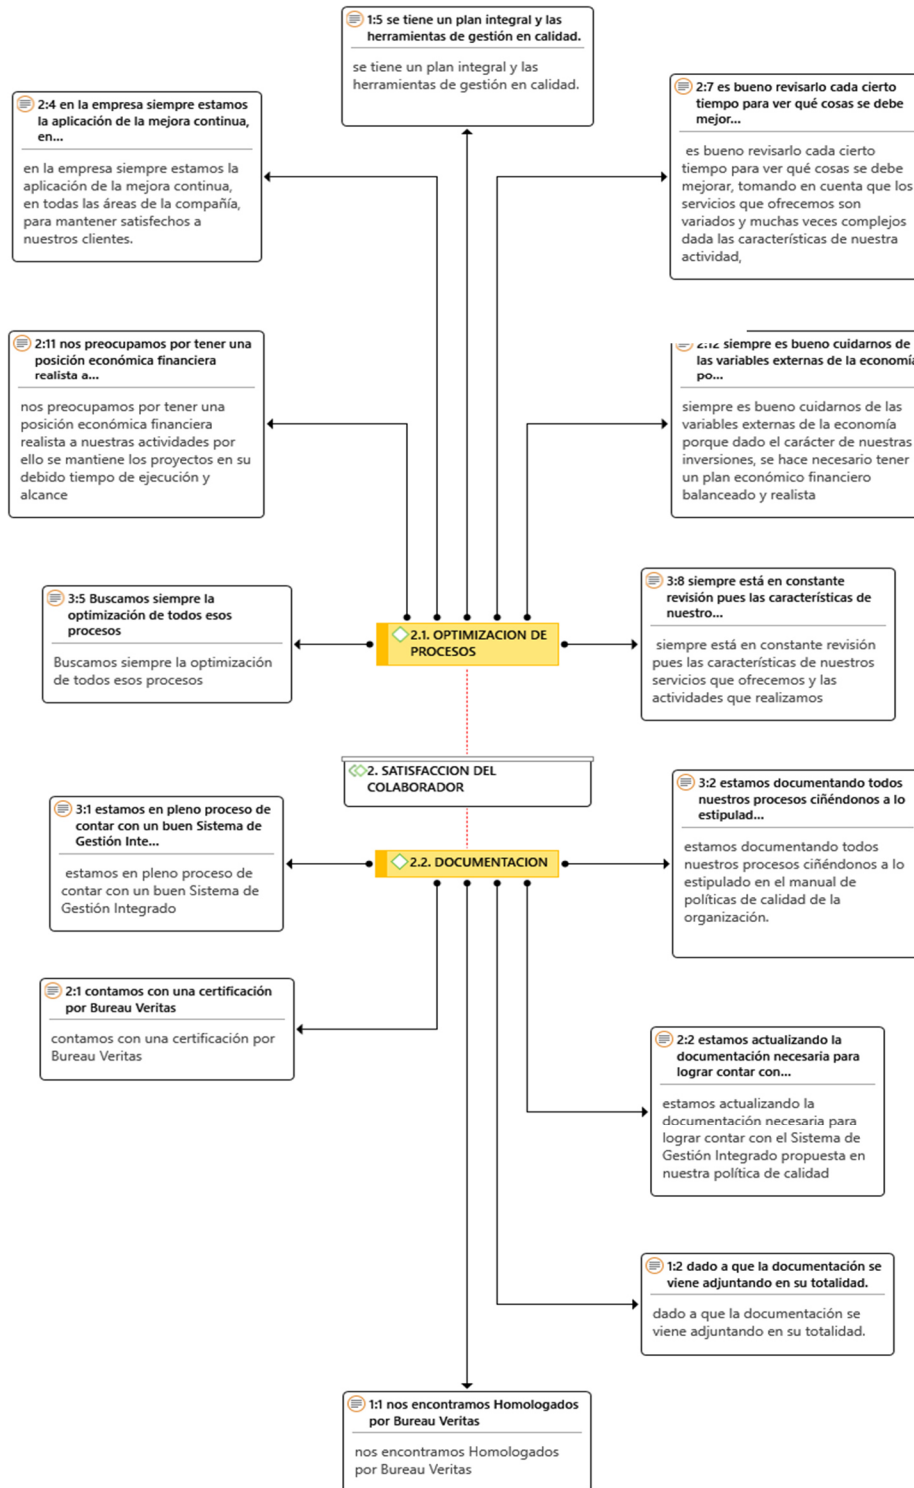 1:5 se tiene un plan integral y las
herramientas de gestión en calidad.
se tiene un plan integral y las
herramientas de gestión en calidad.
2:4 en la empresa siempre estamos
la aplicación de la mejora continua,
en...
en la empresa siempre estamos la
aplicación de la mejora continua,
en todas las áreas de la compañía,
para mantener satisfechos a
nuestros clientes.
2:7 es bueno revisarlo cada cierto
tiempo para ver qué cosas se debe
mejor...
es bueno revisarlo cada cierto
tiempo para ver qué cosas se debe
mejorar, tomando en cuenta que los
servicios que ofrecemos son
variados y muchas veces complejos
dada las características de nuestra
actividad,
2:11 nos preocupamos por tener una
posición económica financiera
realista a...
nos preocupamos por tener una
posición económica financiera
realista a nuestras actividades por
ello se mantiene los proyectos en su
debido tiempo de ejecución y
alcance
2:12 siempre es bueno cuidarnos de
las variables externas de la economía
po...
siempre es bueno cuidarnos de las
variables externas de la economía
porque dado el carácter de nuestras
inversiones, se hace necesario tener
un plan económico financiero
balanceado y realista
3:5 Buscamos siempre la
optimización de todos esos
procesos
Buscamos siempre la optimización
de todos esos procesos
2.1. OPTIMIZACION DE
PROCESOS
3:8 siempre está en constante
revisión pues las características de
nuestro...
siempre está en constante revisión
pues las características de nuestros
servicios que ofrecemos y las
actividades que realizamos
2. SATISFACCION DEL
COLABORADOR
3:1 estamos en pleno proceso de
contar con un buen Sistema de
Gestión Inte...
estamos en pleno proceso de
contar con un buen Sistema de
Gestión Integrado
2.2. DOCUMENTACION
3:2 estamos documentando todos
nuestros procesos ciñéndonos a lo
estipulad...
estamos documentando todos
nuestros procesos ciñéndonos a lo
estipulado en el manual de
políticas de calidad de la
organización.
2:1 contamos con una certificación
por Bureau Veritas
contamos con una certificación por
Bureau Veritas
2:2 estamos actualizando la
documentación necesaria para
lograr contar con...
estamos actualizando la
documentación necesaria para
lograr contar con el Sistema de
Gestión Integrado propuesta en
nuestra política de calidad
1:2 dado a que la documentación se
viene adjuntando en su totalidad.
dado a que la documentación se
viene adjuntando en su totalidad.
1:1 nos encontramos Homologados
por Bureau Veritas
nos encontramos Homologados
por Bureau Veritas